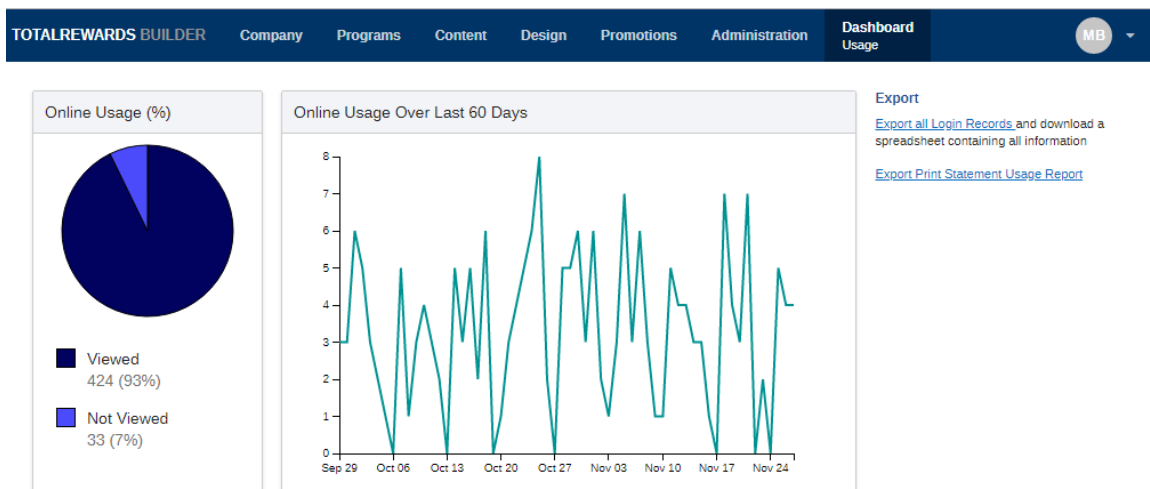 TOTALREWARDS BUILDER
Company
Programs
Content
Design
Promotions
Administration
Dashboard
Usage
MB
Online Usage (%)
Viewed
424 (93%)
Not Viewed
33 (7%)
Online Usage Over Last 60 Days
8
7
6
5
4
3
2
1
0
Sep 29 Oct 06 Oct 13 Oct 20 Oct 27 Nov 03 Nov 10 Nov 17 Nov 24
Export
Export all Login Records and download a
spreadsheet containing all information
Export Print Statement Usage Report